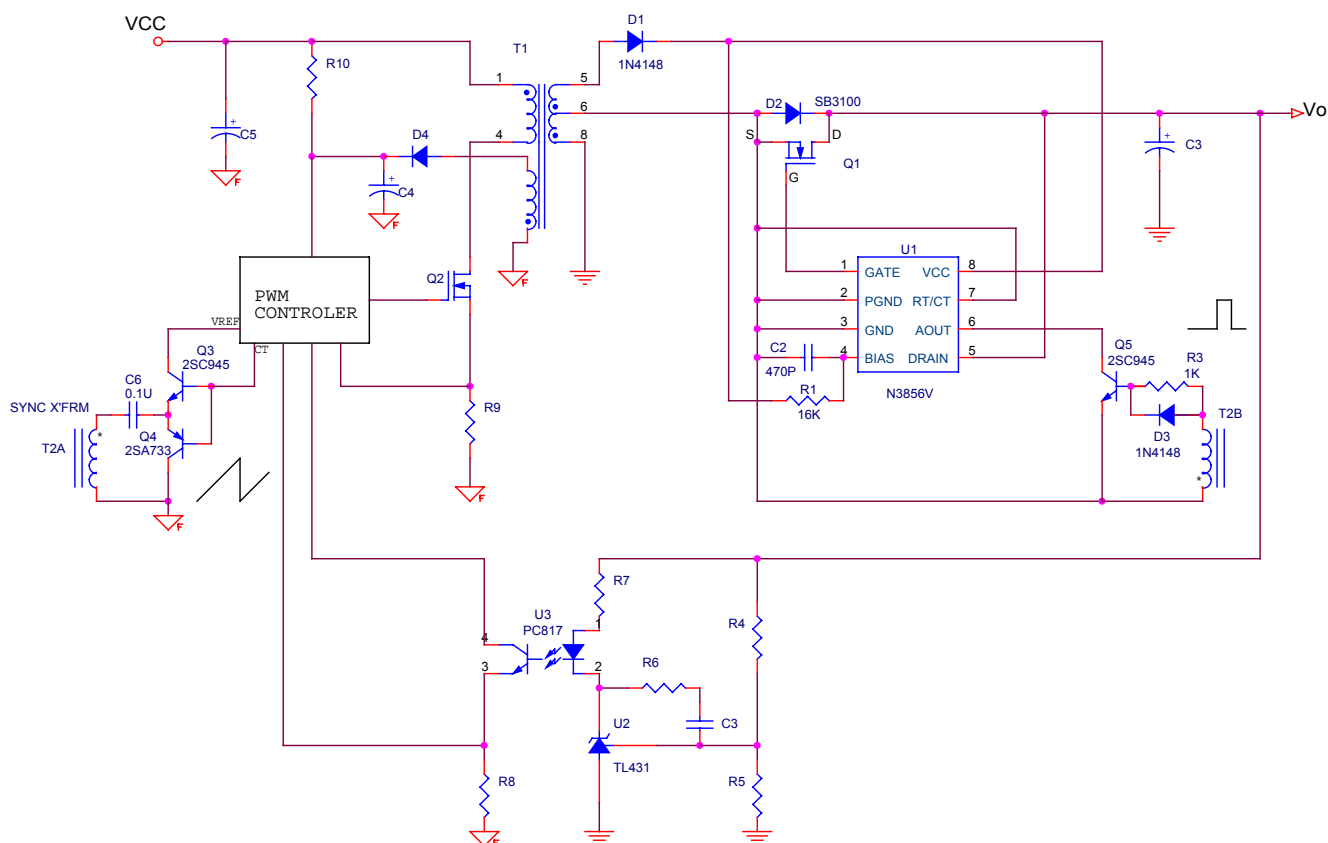 VCC
D1
T1
R10
1N4148
1
5
6
D2
SB3100
Vo
C5
+
D4
4
8
S
D
Q1
C3
+
C4
+
G
F
F
U1
1
GATE
VCC
8
Q2
2
PGND
RT/CT
7
PWM
CONTROLER
F
VREF
3
GND
AOUT
6
CT
Q3
2SC945
C2
470P
4
BIAS
DRAIN
5
Q5
2SC945
R3
1K
C6
0.1U
R1
16K
N3856V
SYNC X'FRM
*
R9
T2B
T2A
Q4
2SA733
D3
1N4148
*
F
F
R7
U3
PC817
1
R4
4
3
2
R6
U2
C3
TL431
R8
R5
F